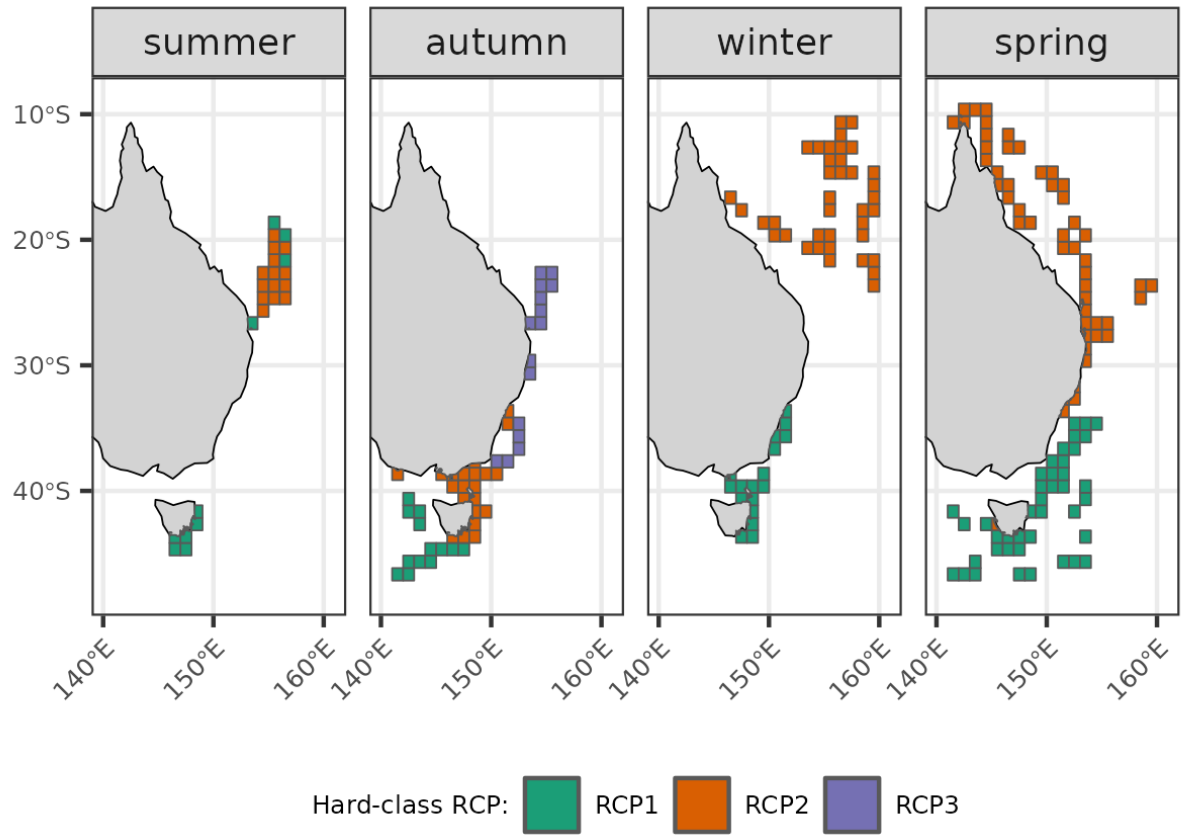 summer autumn winter spring
10°S
20°S
30°S
40°S
140°E 150°E 160°E 140°E 150°E 160°E 140°E 150°E 160°E 140°E 150°E 160°E
Hard-class RCP: RCP1 RCP2 RCP3